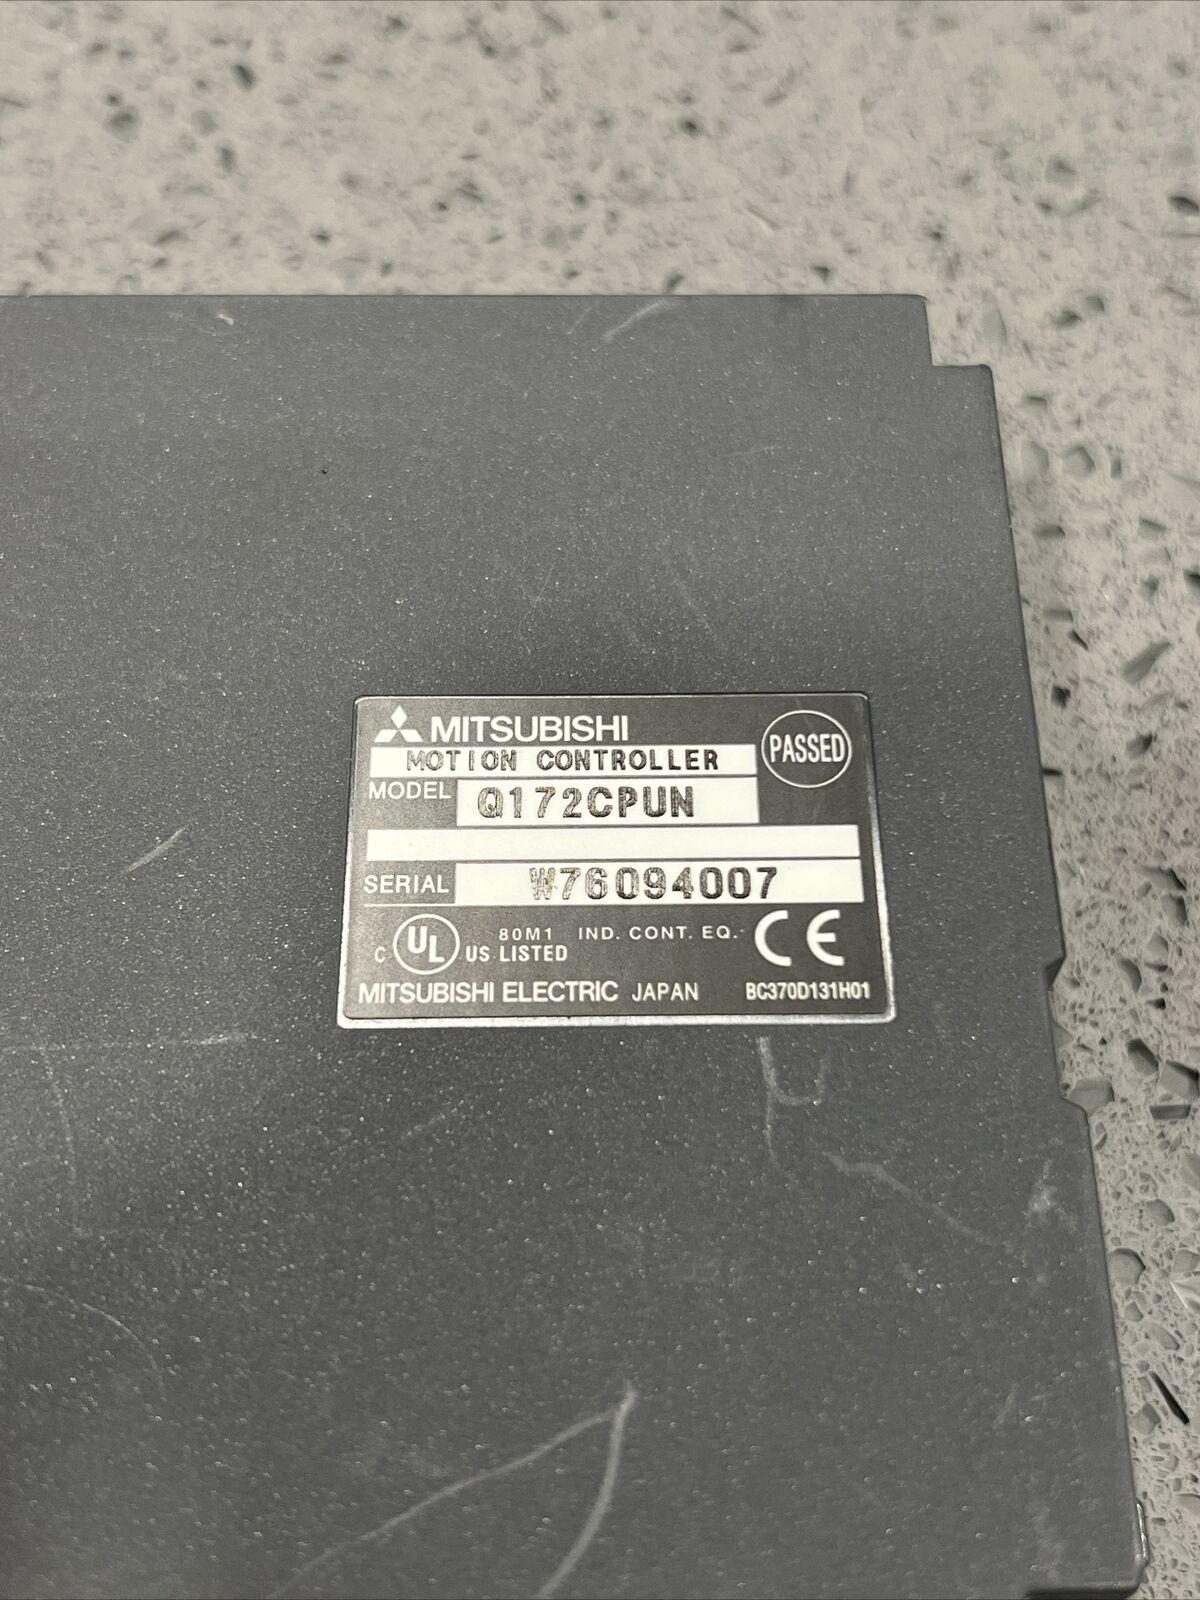 MITSUBISHI
PASSED
MOTION CONTROLLER
MODEL Q172CPUN
SERIAL W76094007
C UL US LISTED 80M1 IND. CONT. EQ. CE
MITSUBISHI ELECTRIC JAPAN BC370D131H01